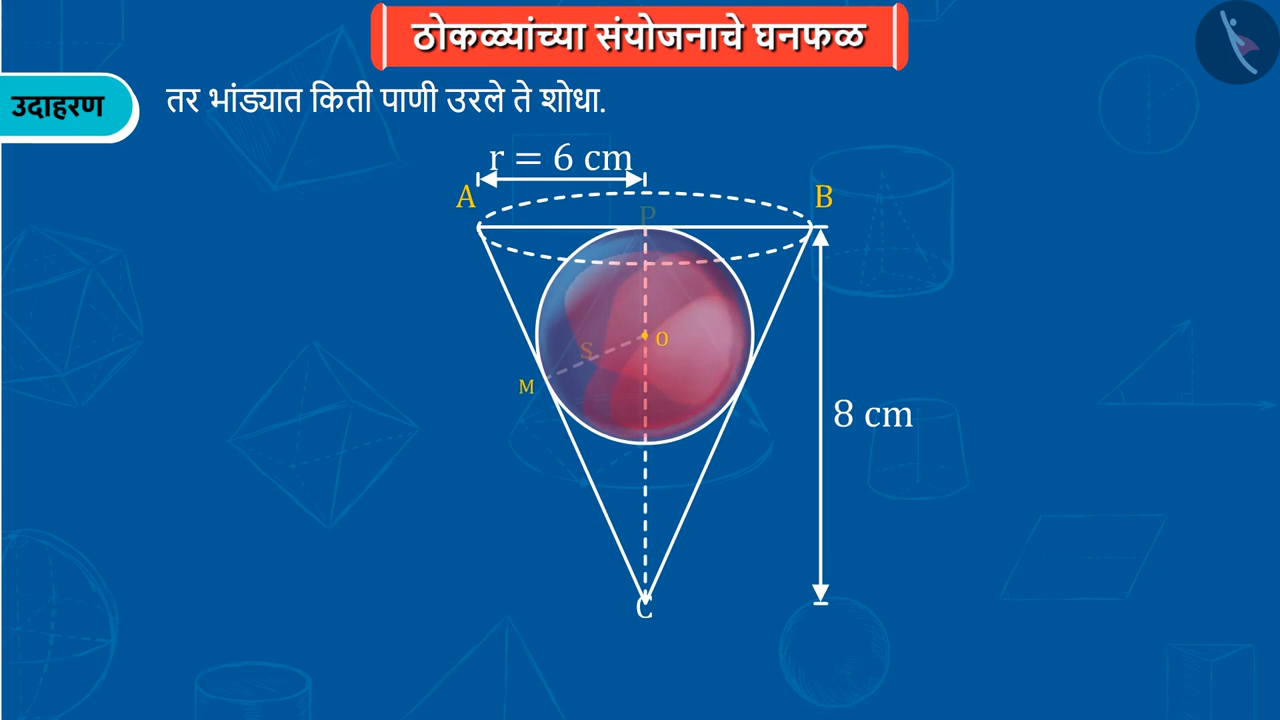 ठोकळ्यांच्या संयोजनाचे घनफळ
उदाहरण
तर भांड्यात किती पाणी उरले ते शोधा.
r = 6 cm
A
B
P
O
S
M
8 cm
C